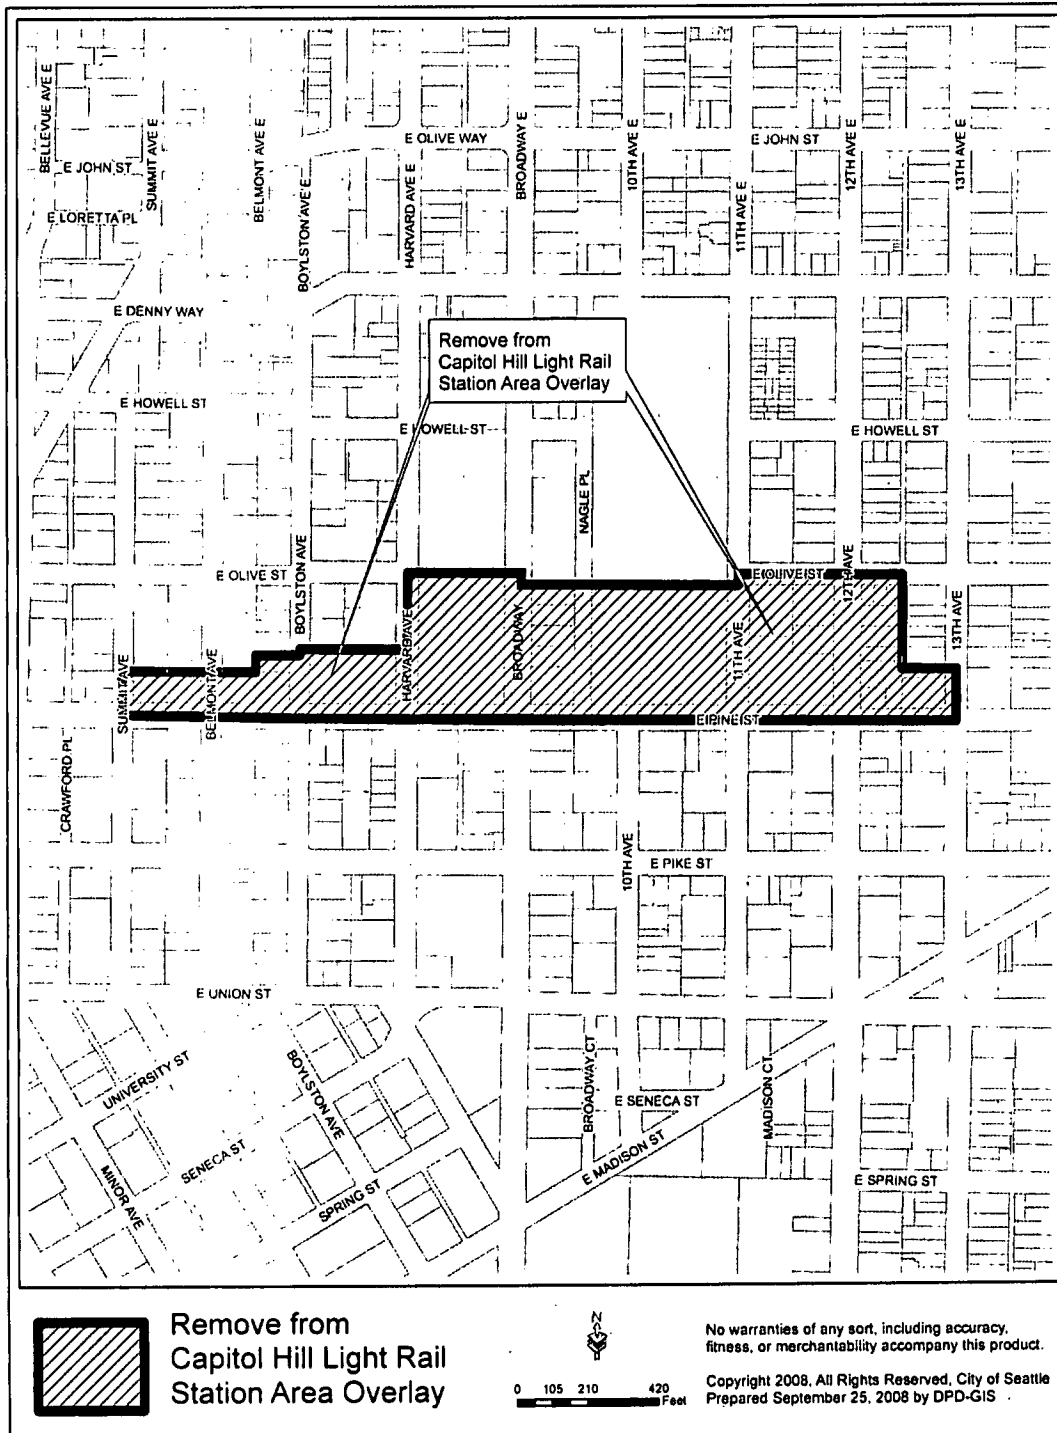 BELLEVUE AVE E
E JOHN ST
SUMMIT AVE E
BELMONT AVE E
BOYLSTON AVE E
E OLIVE WAY
HARVARD AVE E
BROADWAY E
10TH AVE E
11TH AVE E
E JOHN ST
12TH AVE E
13TH AVE E
E LORETTA PL
E DENNY WAY
Remove from
Capitol Hill Light Rail
Station Area Overlay
E HOWELL ST
E HOWELL ST
E HOWELL ST
NAGLE PL
E OLIVE ST
BOYLSTON AVE
E OLIVE ST
12TH AVE
13TH AVE
SUMMIT AVE
BELMONT AVE
HARVARD AVE
BROADWAY
11TH AVE
E PINE ST
CRAWFORD PL
10TH AVE
E PIKE ST
E UNION ST
UNIVERSITY ST
BOYLSTON AVE
BROADWAY CT
E SENECA ST
MADISON CT
MINOR AVE
SENECA ST
SPRING ST
E MADISON ST
E SPRING ST
Remove from
Capitol Hill Light Rail
Station Area Overlay
N
0 105 210 420
Feet
No warranties of any sort, including accuracy,
fitness, or merchantability accompany this product.
Copyright 2008, All Rights Reserved, City of Seattle
Prepared September 25, 2008 by DPD-GIS